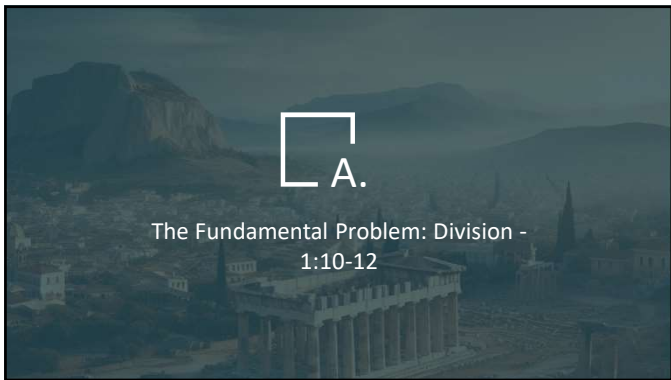 A.
The Fundamental Problem: Division -
1:10-12